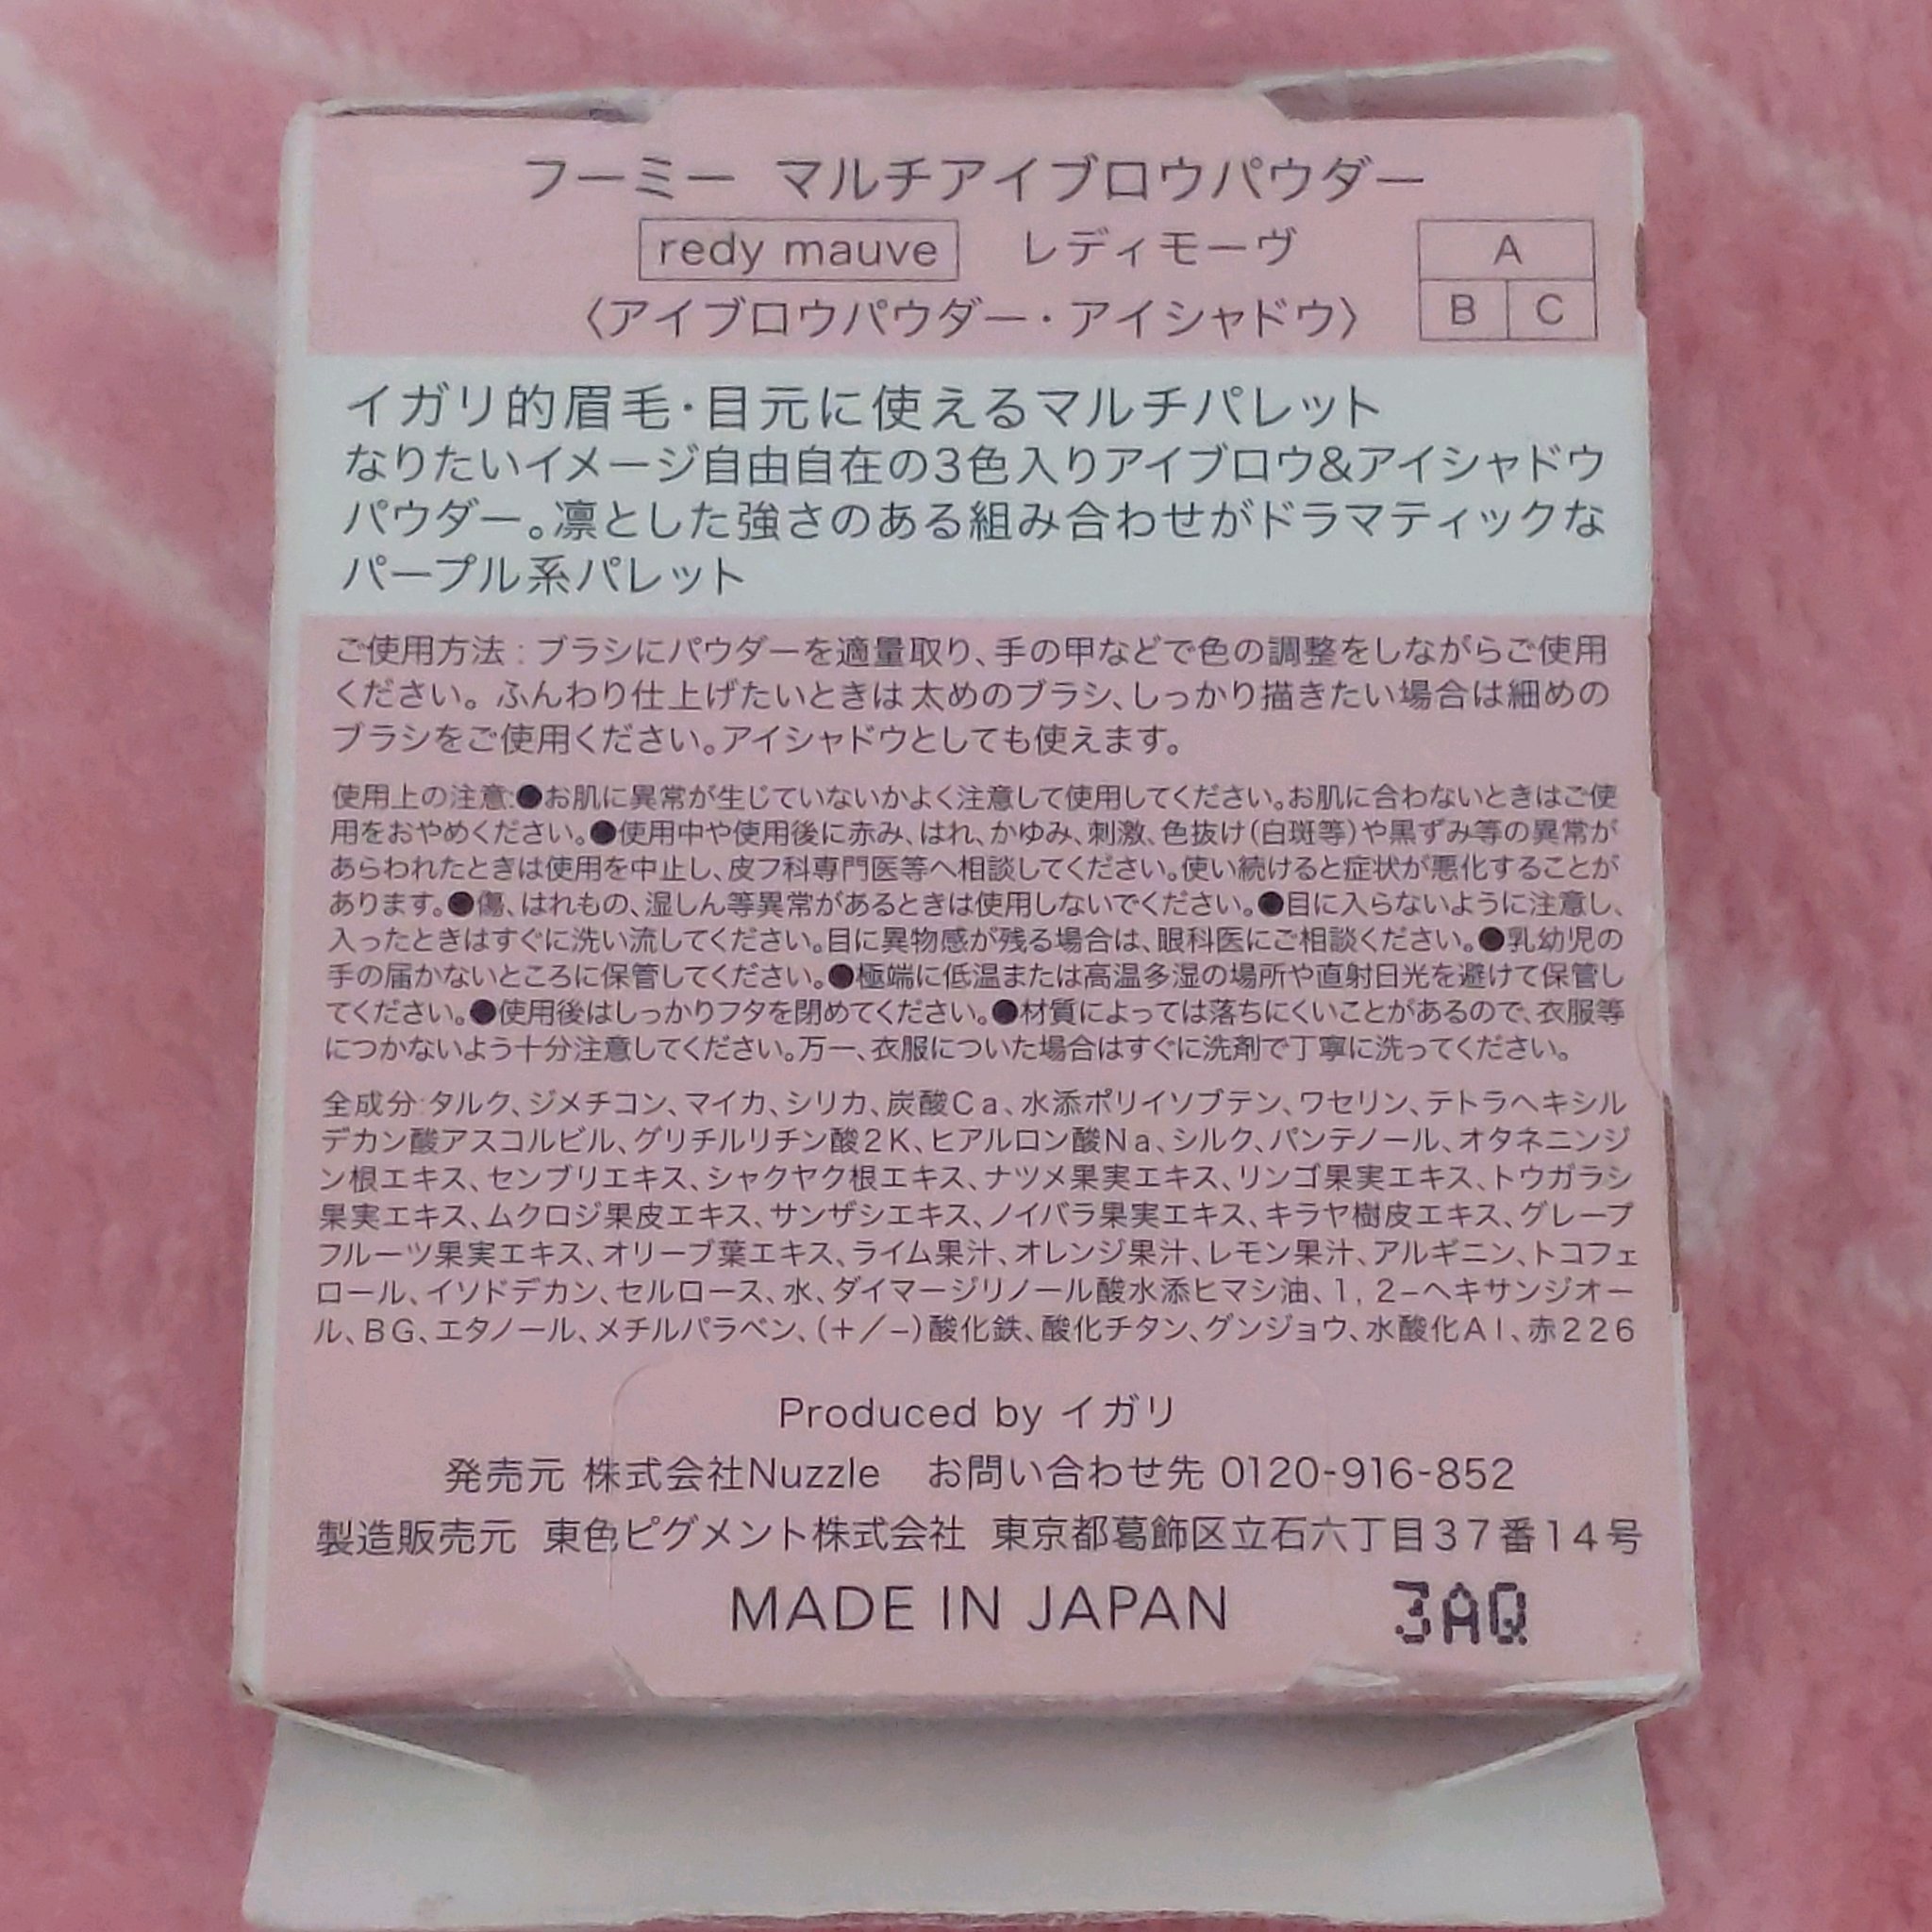 フーミー マルチアイブロウパウダー
redy mauve レディモーヴ
A
〈アイブロウパウダー・アイシャドウ〉
B C
イガリ的眉毛・目元に使えるマルチパレット
なりたいイメージ自由自在の3色入りアイブロウ&アイシャドウ
パウダー。凛とした強さのある組み合わせがドラマティックな
パープル系パレット
ご使用方法：ブラシにパウダーを適量取り、手の甲などで色の調整をしながらご使用
ください。ふんわり仕上げたいときは太めのブラシ、しっかり描きたい場合は細めの
ブラシをご使用ください。アイシャドウとしても使えます。
使用上の注意:●お肌に異常が生じていないかよく注意して使用してください。お肌に合わないときはご使
用をおやめください。●使用中や使用後に赤み、はれ、かゆみ、刺激、色抜け(白斑等)や黒ずみ等の異常が
あらわれたときは使用を中止し、皮フ科専門医等へ相談してください。使い続けると症状が悪化することが
あります。●傷、はれもの、湿しん等異常があるときは使用しないでください。●目に入らないように注意し、
入ったときはすぐに洗い流してください。目に異物感が残る場合は、眼科医にご相談ください。●乳幼児の
手の届かないところに保管してください。●極端に低温または高温多湿の場所や直射日光を避けて保管し
てください。●使用後はしっかりフタを閉めてください。●材質によっては落ちにくいことがあるので、衣服等
につかないよう十分注意してください。万一、衣服についた場合はすぐに洗剤で丁寧に洗ってください。
全成分:タルク、ジメチコン、マイカ、シリカ、炭酸Ca、水添ポリイソブテン、ワセリン、テトラヘキシル
デカン酸アスコルビル、グリチルリチン酸2K、ヒアルロン酸Na、シルク、パンテノール、オタネニンジ
ン根エキス、センブリエキス、シャクヤク根エキス、ナツメ果実エキス、リンゴ果実エキス、トウガラシ
果実エキス、ムクロジ果皮エキス、サンザシエキス、ノイバラ果実エキス、キラヤ樹皮エキス、グレープ
フルーツ果実エキス、オリーブ葉エキス、ライム果汁、オレンジ果汁、レモン果汁、アルギニン、トコフェ
ロール、イソドデカン、セルロース、水、ダイマージリノール酸水添ヒマシ油、1,2-ヘキサンジオー
ル、BG、エタノール、メチルパラベン、(+/-)酸化鉄、酸化チタン、グンジョウ、水酸化Al、赤226
Produced by イガリ
発売元 株式会社Nuzzle お問い合わせ先 0120-916-852
製造販売元 東色ピグメント株式会社 東京都葛飾区立石六丁目37番14号
MADE IN JAPAN 3AQ